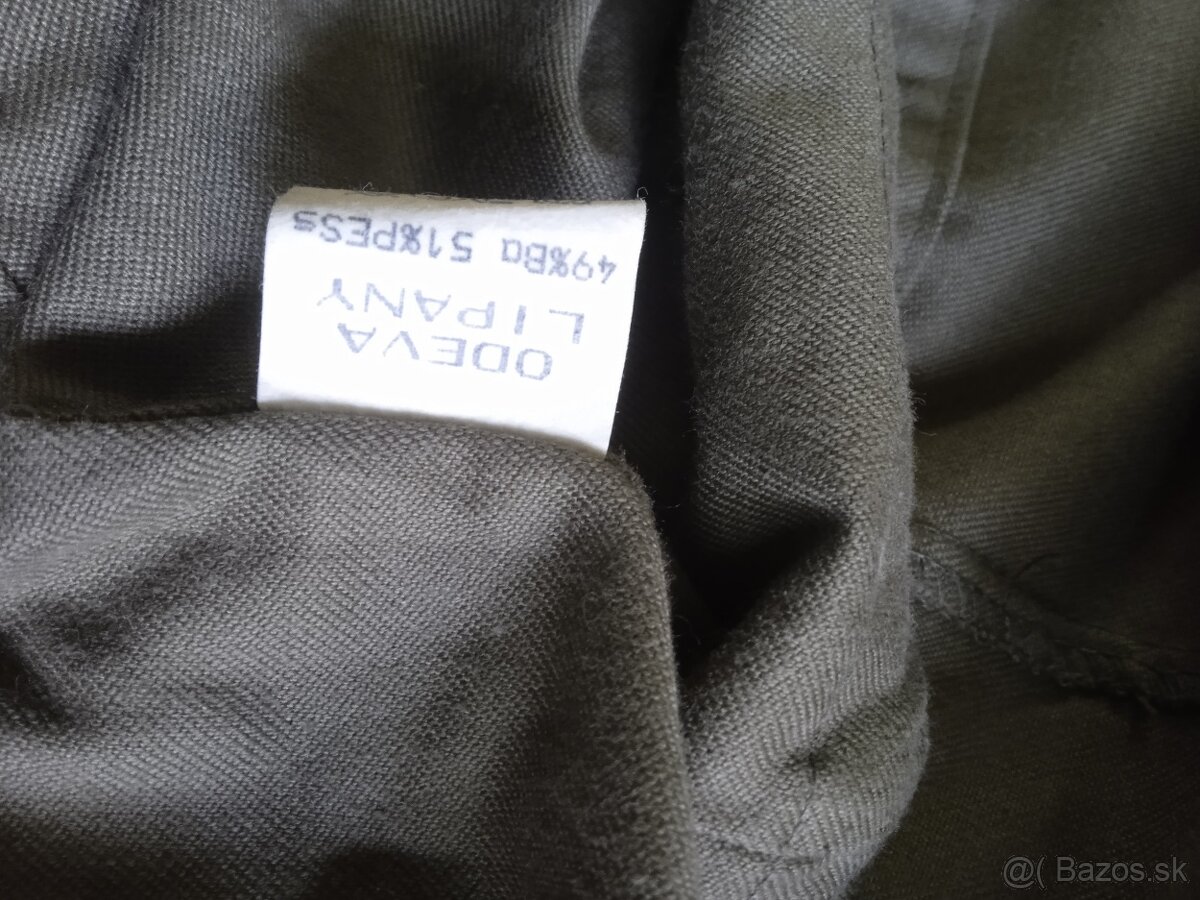 ODEVA
LIPANY
49%Ba 51%PESs
@( Bazos.sk